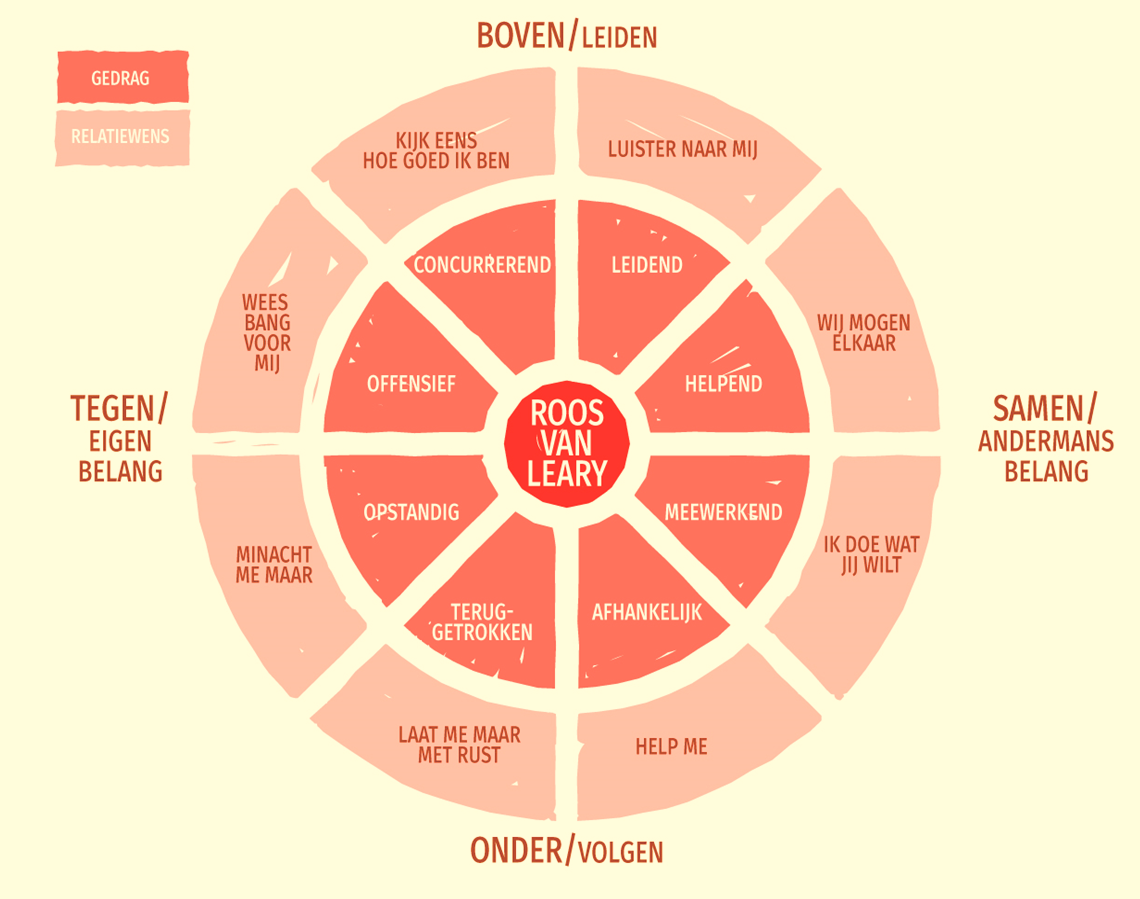 BOVEN/LEIDEN
GEDRAG
RELATIEWENS
KIJK EENS
HOE GOED IK BEN
LUISTER NAAR MIJ
CONCURREREND
LEIDEND
WEES
BANG
VOOR
MIJ
WIJ MOGEN
ELKAAR
OFFENSIEF
HELPEND
TEGEN/
EIGEN
BELANG
ROOS
VAN
LEARY
SAMEN/
ANDERMANS
BELANG
OPSTANDIG
MEEWERKEND
MINACHT
ME MAAR
IK DOE WAT
JIJ WILT
TERUG-
GETROKKEN
AFHANKELIJK
LAAT ME MAAR
MET RUST
HELP ME
ONDER/VOLGEN